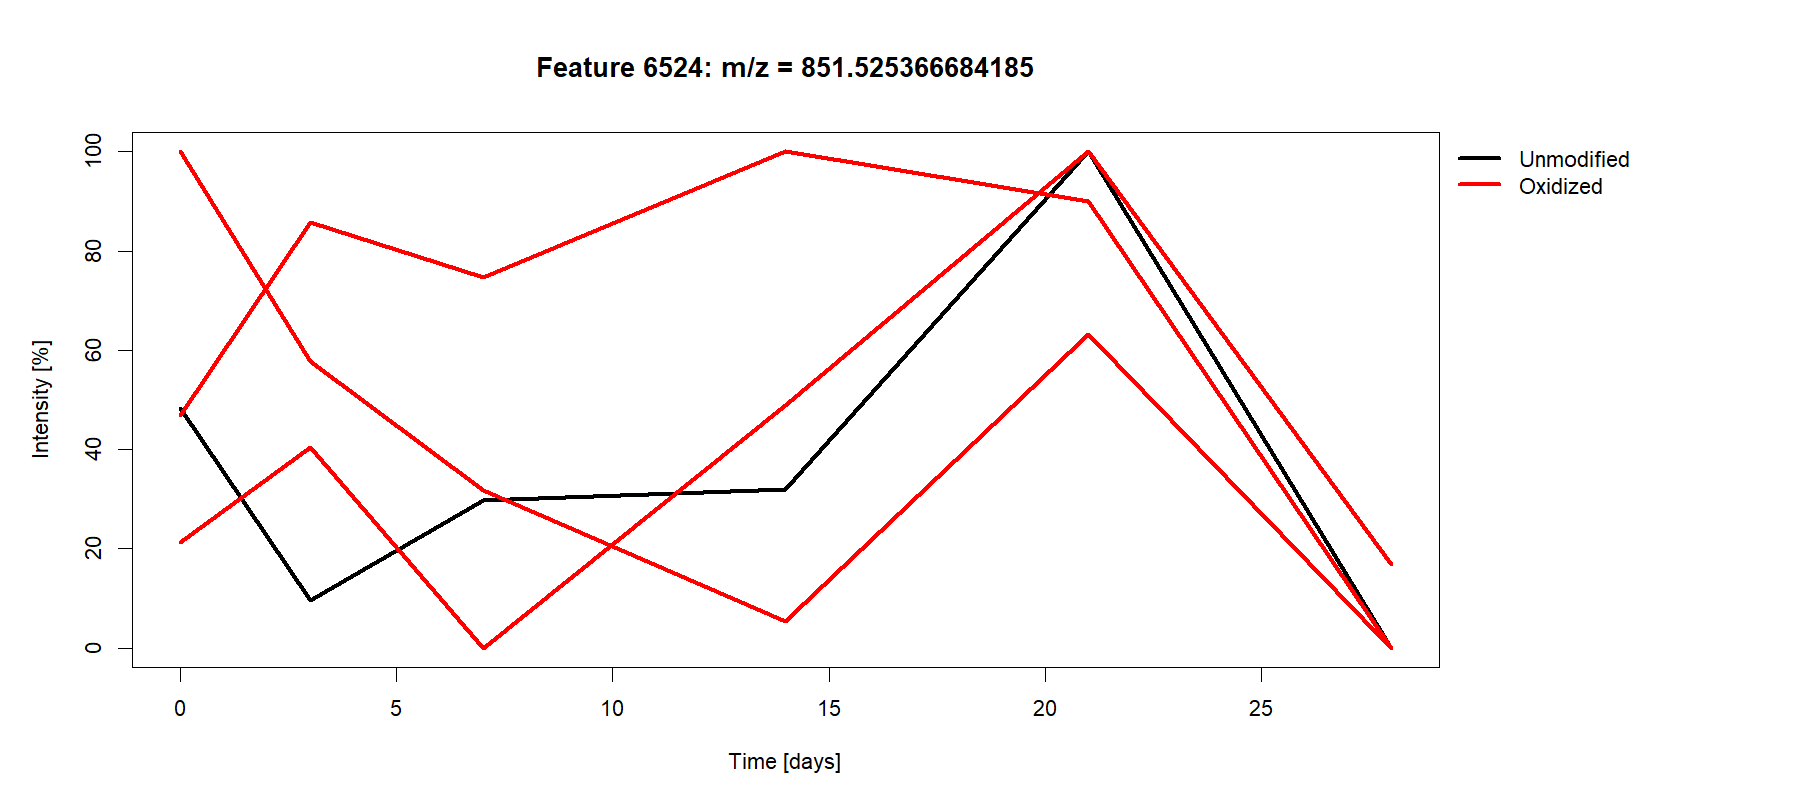 Feature 6524: m/z = 851.525366684185
Unmodified
Oxidized
Intensity [%]
100
80
60
40
20
0
0 5 10 15 20 25
Time [days]